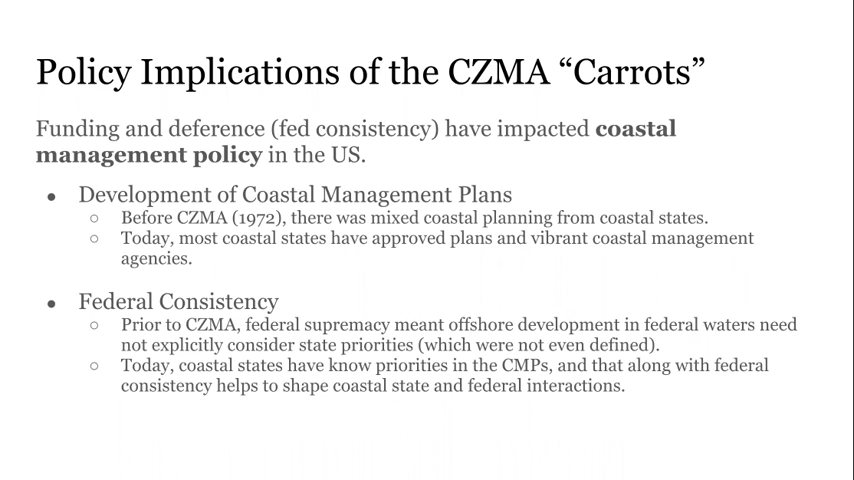 Policy Implications of the CZMA “Carrots”
Funding and deference (fed consistency) have impacted coastal
management policy in the US.
● Development of Coastal Management Plans
○ Before CZMA (1972), there was mixed coastal planning from coastal states.
○ Today, most coastal states have approved plans and vibrant coastal management
agencies.
● Federal Consistency
○ Prior to CZMA, federal supremacy meant offshore development in federal waters need
not explicitly consider state priorities (which were not even defined).
○ Today, coastal states have know priorities in the CMPs, and that along with federal
consistency helps to shape coastal state and federal interactions.